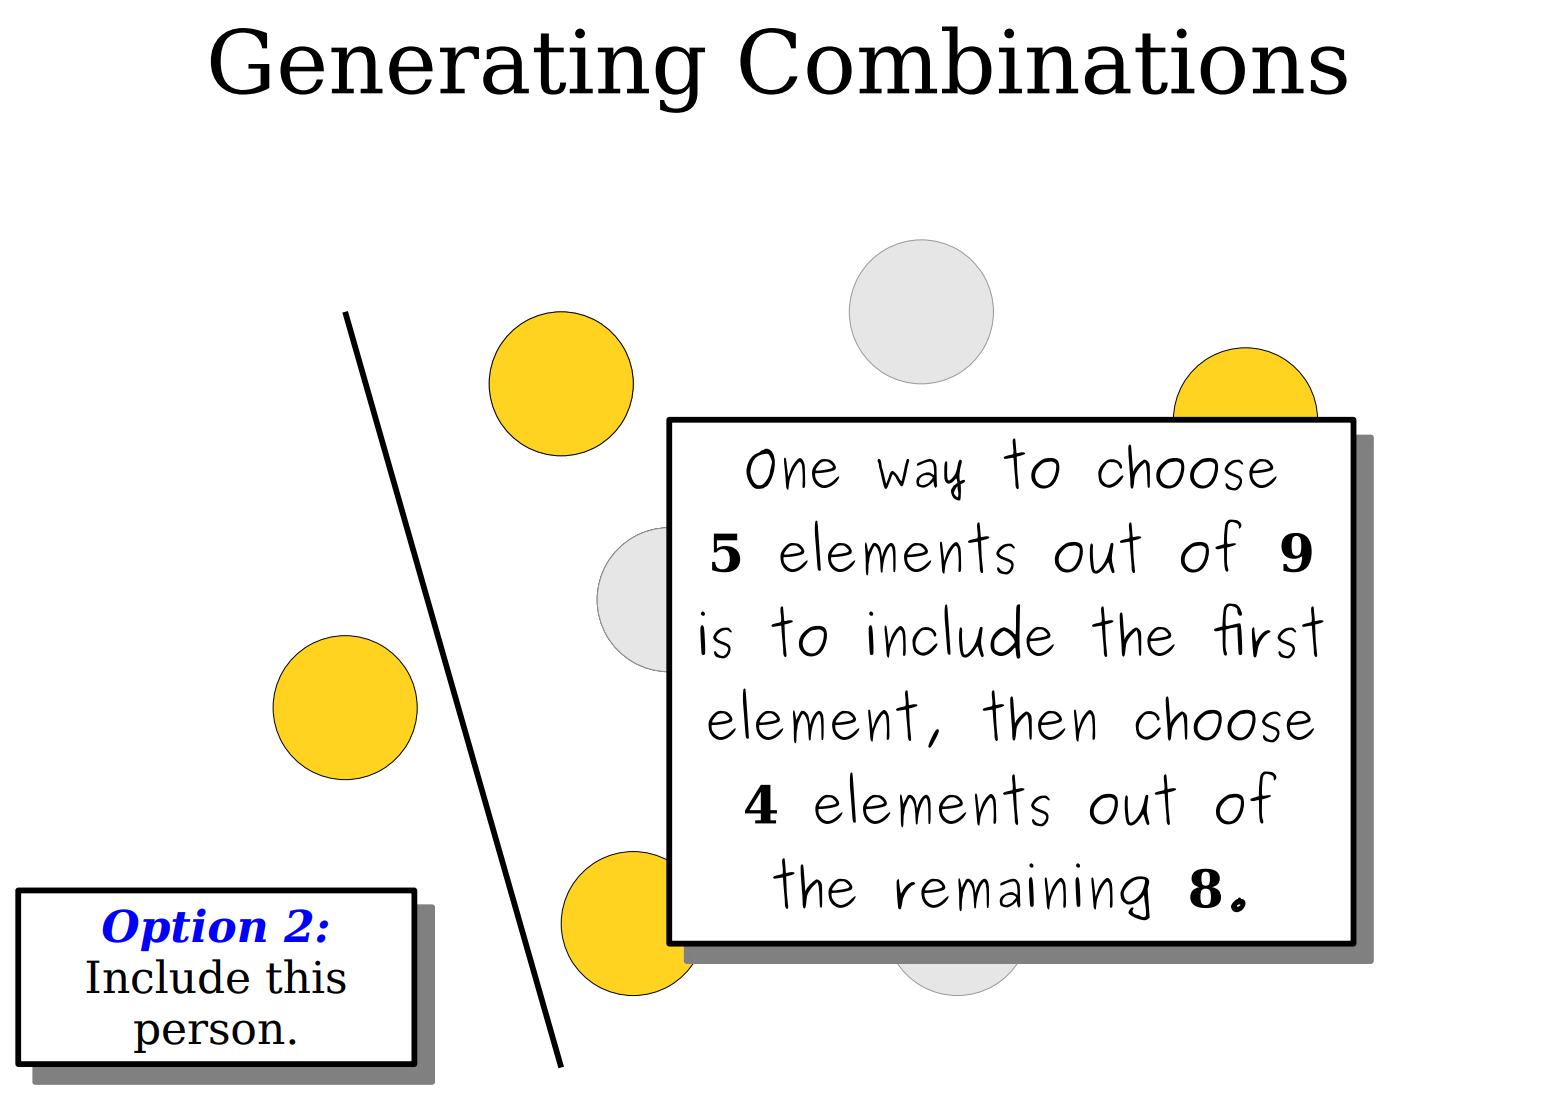 Generating Combinations
One way to choose
5 elements out of 9
is to include the first
element, then choose
4 elements out of
the remaining 8.
Option 2:
Include this
person.